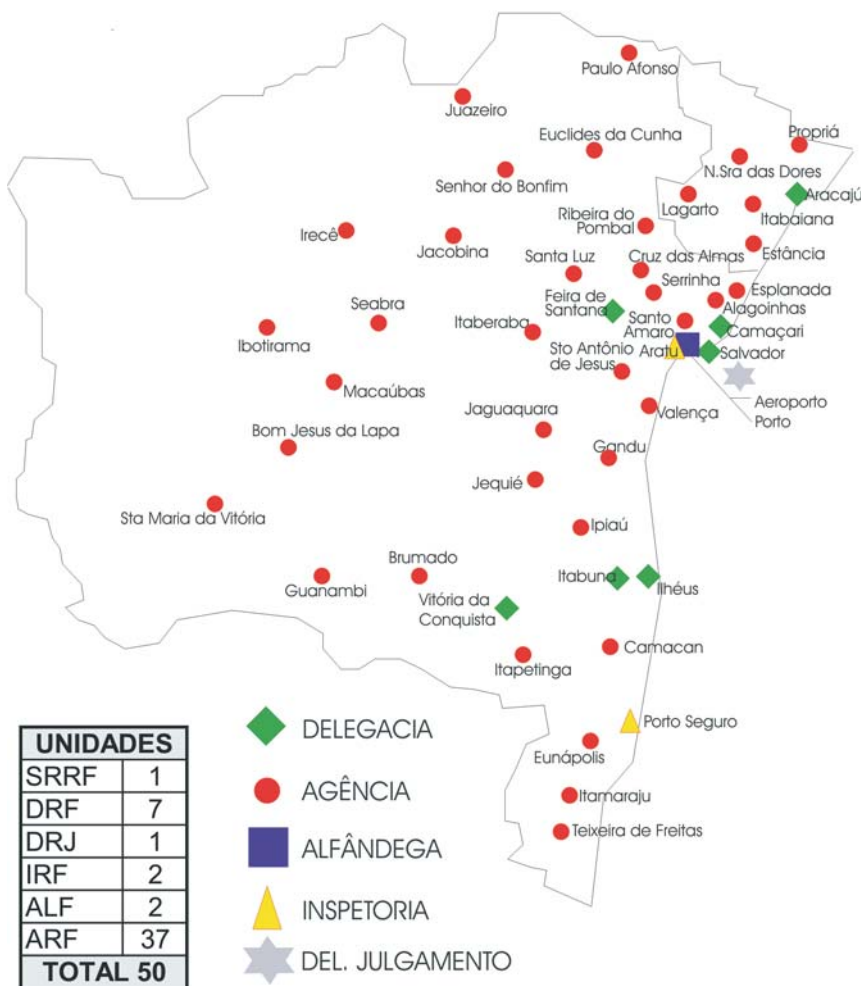 Paulo Afonso
Juazeiro
Euclides da Cunha
Propriá
N.Sra das Dores
Senhor do Bonfim
Lagarto
Aracajú
Itabaiana
Ribeira do
Pombal
Irecê
Jacobina
Estância
Santa Luz
Cruz das Almas
Serrinha
Esplanada
Alagoinhas
Feira de
Santana
Seabra
Itaberaba
Santo
Amaro
Camaçari
Ibotirama
Aratú
Salvador
Sto Antônio
de Jesus
Macaúbas
Aeroporto
Porto
Valença
Jaguaquara
Bom Jesus da Lapa
Gandu
Jequié
Sta Maria da Vitória
Ipiaú
Brumado
Guanambi
Itabuna
Ilhéus
Vitória da
Conquista
Camacan
Itapetinga
Porto Seguro
Eunápolis
Itamaraju
Teixeira de Freitas
UNIDADES
SRRF 1
DRF 7
DRJ 1
IRF 2
ALF 2
ARF 37
TOTAL 50
DELEGACIA
AGÊNCIA
ALFÂNDEGA
INSPETORIA
DEL. JULGAMENTO